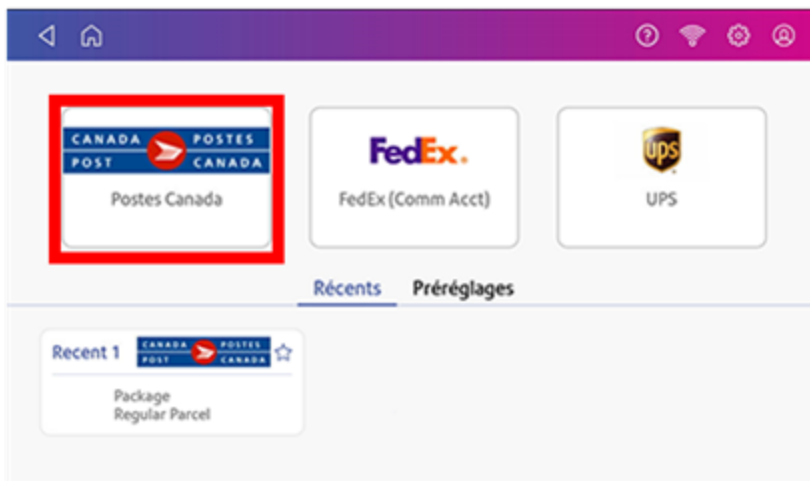 CANADA POSTES
POST CANADA
Postes Canada
FedEx.
FedEx (Comm Acct)
ups
UPS
Récents Préréglages
Recent 1
CANADA POSTES
POST CANADA
Package
Regular Parcel